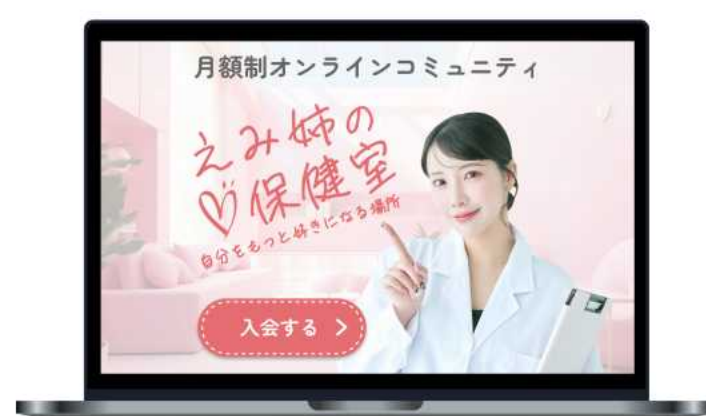 月額制オンラインコミュニティ
えみ姉の
保健室
自分をもっと好きになる場所
入会する